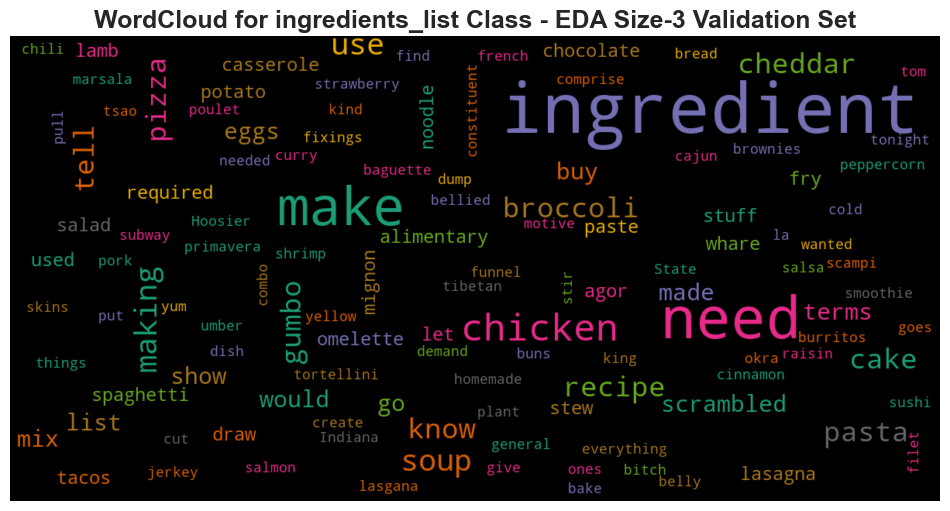 WordCloud for ingredients_list Class - EDA Size-3 Validation Set
chili
lamb
pizza
use
find
french
chocolate
bread
cheddar
tom
marsala
casserole
strawberry
comprise
ingredient
tsao
potato
poulet
kind
noodle
constituent
pull
tell
eggs
fixings
tonight
needed
curry
cajun
brownies
peppercorn
baguette
dump
buy
fry
required
make
bellied
broccoli
stuff
cold
salad
Hoosier
motive
paste
subway
alimentary
whare
la
wanted
primavera
shrimp
used
pork
making
combo
mignon
funnel
stir
State
salsa
scampi
tibetan
agor
made
smoothie
skins
yum
gumbo
put
umber
yellow
omelette
let
chicken
need
terms
goes
burritos
things
dish
demand
buns
king
okra
raisin
cake
show
tortellini
homemade
cinnamon
spaghetti
would
go
recipe
scrambled
sushi
list
create
plant
stew
mix
cut
draw
Indiana
know
general
everything
pasta
filet
tacos
jerkey
salmon
soup
give
ones
bitch
lasagna
lasgana
bake
belly